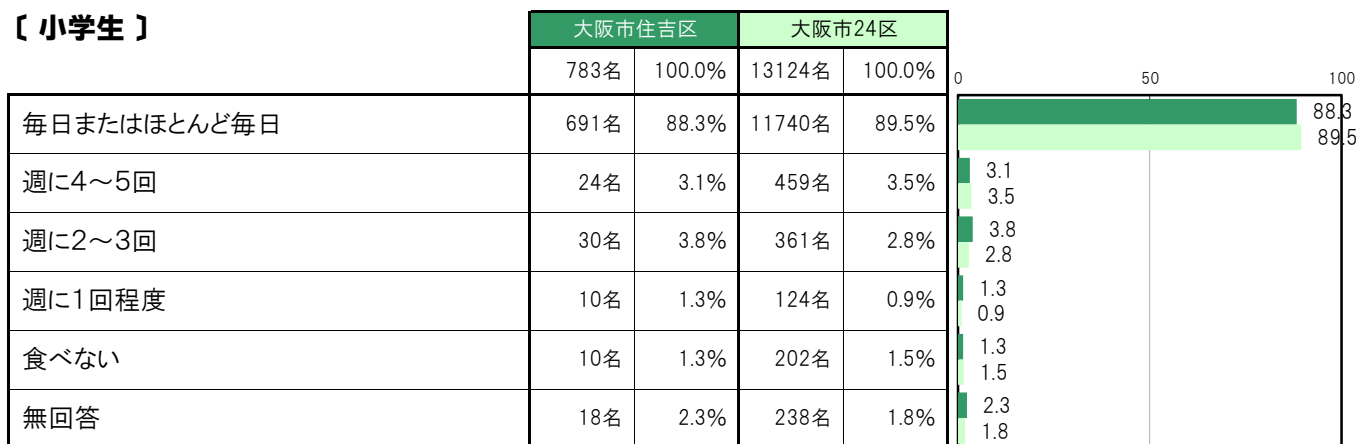 〔 小学生 〕
大阪市住吉区 大阪市24区
783名 100.0% 13124名 100.0%
0 50 100
毎日またはほとんど毎日 691名 88.3% 11740名 89.5%
88.3
89.5
週に4～5回 24名 3.1% 459名 3.5%
3.1
3.5
週に2～3回 30名 3.8% 361名 2.8%
3.8
2.8
週に1回程度 10名 1.3% 124名 0.9%
1.3
0.9
食べない 10名 1.3% 202名 1.5%
1.3
1.5
無回答 18名 2.3% 238名 1.8%
2.3
1.8